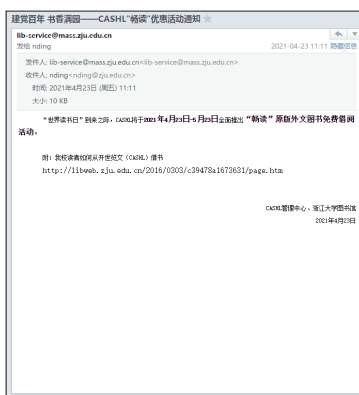 建党百年 书香满园——CASHL“畅读”优惠活动通知 ☆
lib-service@mass.zju.edu.cn
发给 nding 2021-04-23 11:11 隐藏信息
发件人: lib-service@mass.zju.edu.cn<lib-service@mass.zju.edu.cn>
收件人: nding<nding@zju.edu.cn>
时间: 2021年4月23日 (周五) 11:11
大小: 10 KB
“世界读书日”到来之际，CASHL将于2021年4月23日-5月23日全面推出“畅读”原版外文图书免费借阅
活动。
附：我校读者如何从开世览文（CASHL）借书
http://libweb.zju.edu.cn/2016/0303/c39478a1673631/page.htm
CASHL管理中心、浙江大学图书馆
2021年4月23日